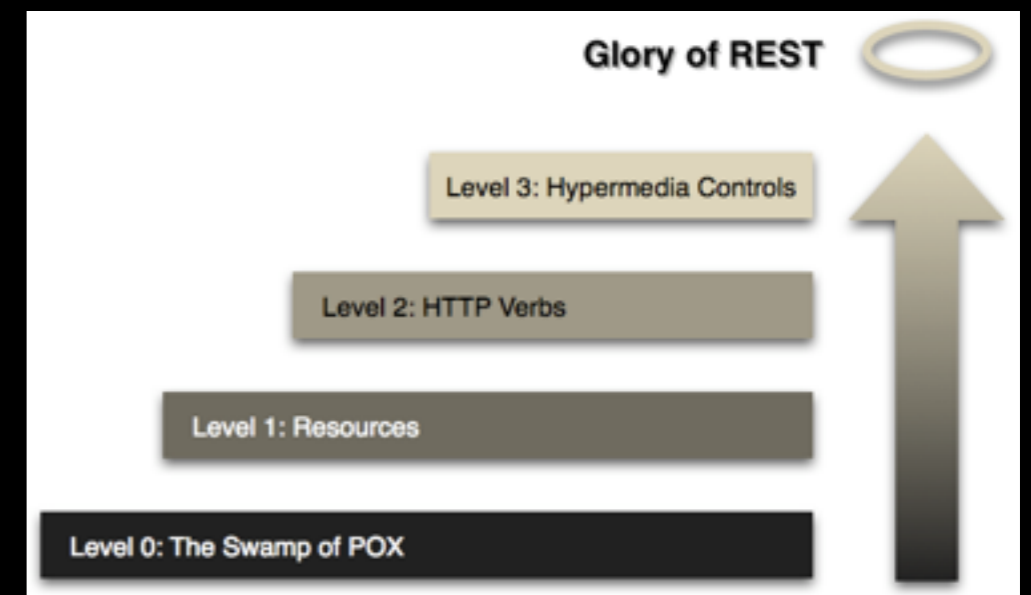 Glory of REST
Level 3: Hypermedia Controls
Level 2: HTTP Verbs
Level 1: Resources
Level 0: The Swamp of POX